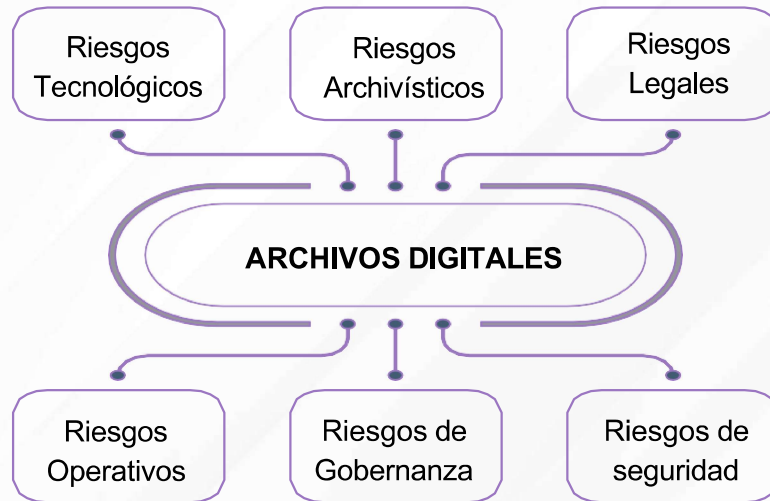 Riesgos
Tecnológicos
Riesgos
Archivísticos
Riesgos
Legales
ARCHIVOS DIGITALES
Riesgos
Operativos
Riesgos de
Gobernanza
Riesgos de
seguridad